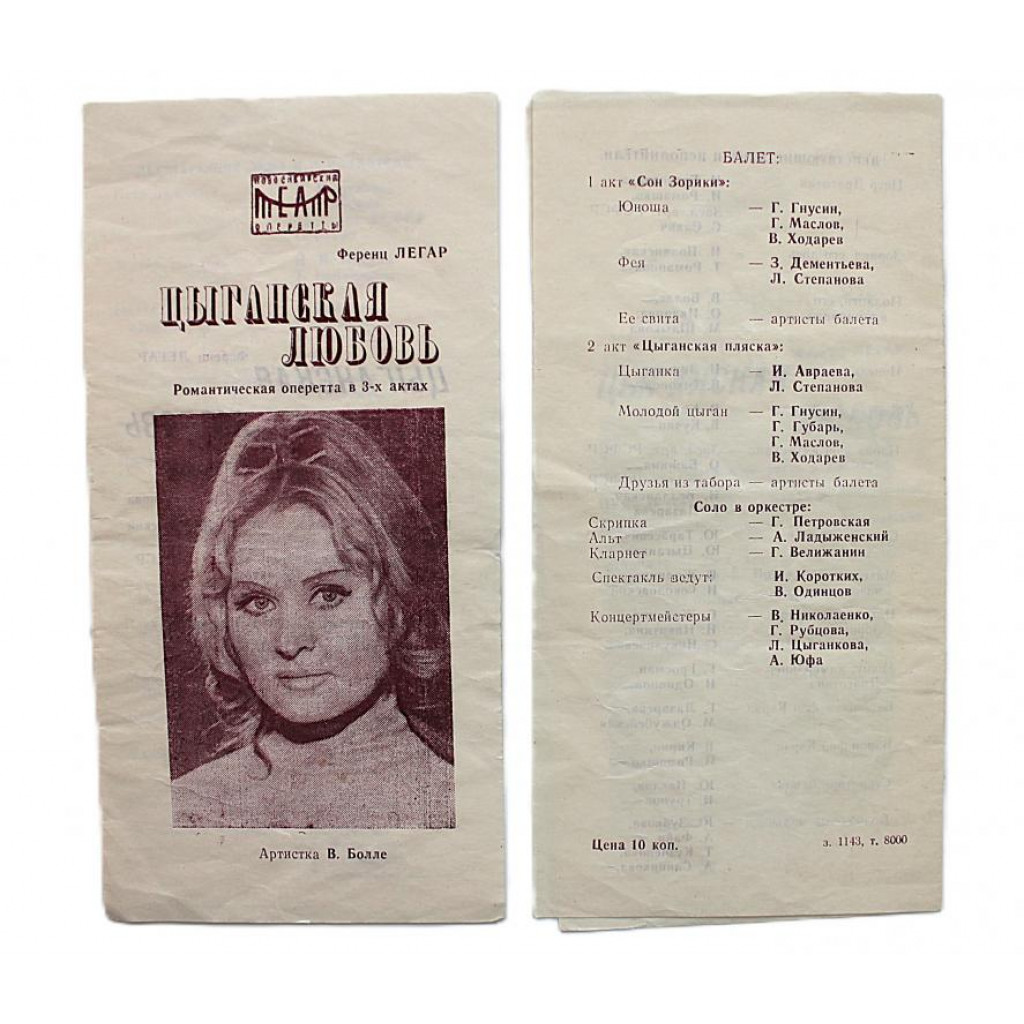 НОВОСИБИРСКИЙ
ТЕАТР
ОПЕРЕТТЫ
Ференц ЛЕГАР
ЦЫГАНСКАЯ
ЛЮБОВЬ
Романтическая оперетта в 3-х актах
Артистка В. Болле
БАЛЕТ:
1 акт «Сон Зорики»:
Юноша — Г. Гнусин,
Г. Маслов,
В. Ходарев
Фея — З. Дементьева,
Л. Степанова
Ее свита — артисты балета
2 акт «Цыганская пляска»:
Цыганка — И. Авраева,
Л. Степанова
Молодой цыган — Г. Гнусин,
Г. Губарь,
Г. Маслов,
В. Ходарев
Друзья из табора — артисты балета
Соло в оркестре:
Скрипка — Г. Петровская
Альт — А. Ладыженский
Кларнет — Г. Велижанин
Спектакль ведут: И. Коротких,
В. Одинцов
Концертмейстеры — В. Николаенко,
Г. Рубцова,
Л. Цыганкова,
А. Юфа
Цена 10 коп. з. 1143, т. 8000